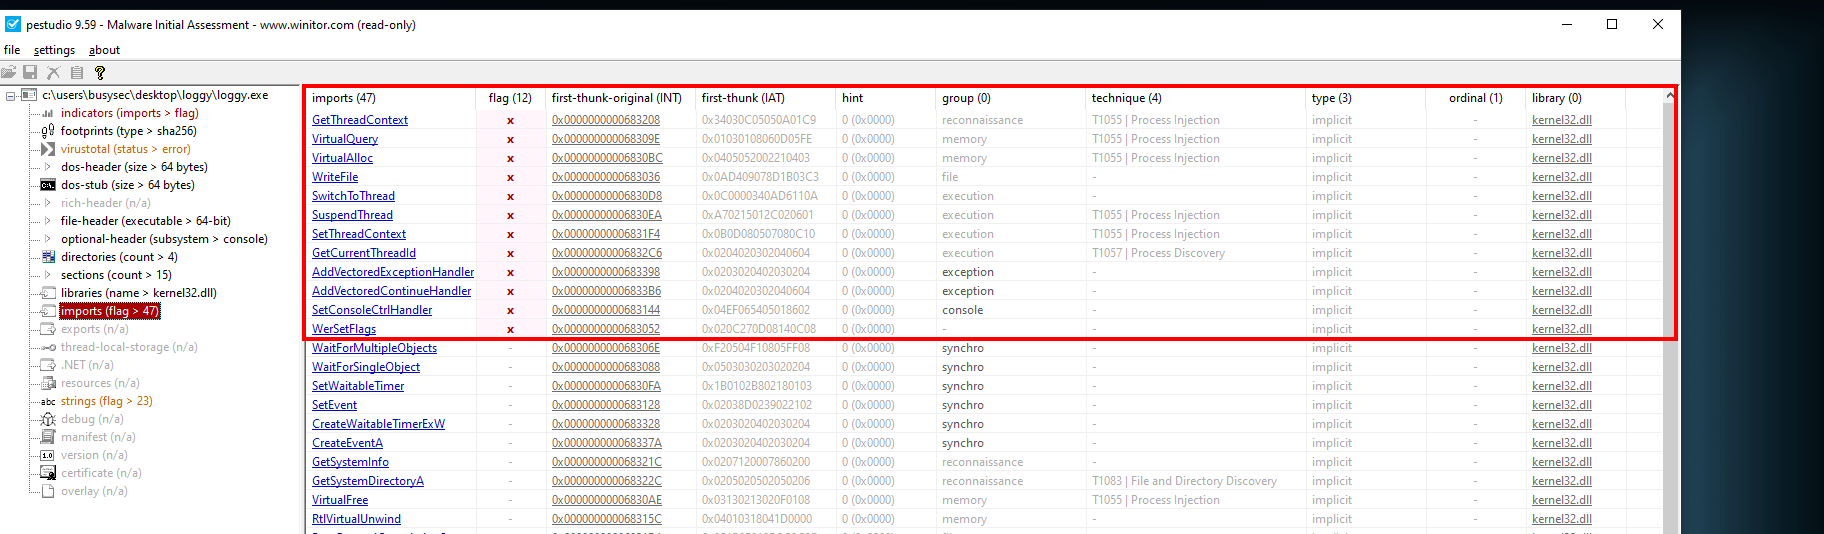 pestudio 9.59 - Malware Initial Assessment - www.winitor.com (read-only)
file settings about
c:\users\busysec\desktop\loggy\loggy.exe
indicators (imports > flag)
footprints (type > sha256)
virustotal (status > error)
dos-header (size > 64 bytes)
dos-stub (size > 64 bytes)
rich-header (n/a)
file-header (executable > 64-bit)
optional-header (subsystem > console)
directories (count > 4)
sections (count > 15)
libraries (name > kernel32.dll)
imports (flag > 47)
exports (n/a)
thread-local-storage (n/a)
.NET (n/a)
resources (n/a)
abc strings (flag > 23)
debug (n/a)
manifest (n/a)
1.0 version (n/a)
certificate (n/a)
overlay (n/a)
imports (47) flag (12) first-thunk-original (INT) first-thunk (IAT) hint group (0) technique (4) type (3) ordinal (1) library (0)
GetThreadContext x 0x0000000000683208 0x34030C05050A01C9 0 (0x0000) reconnaissance T1055 | Process Injection implicit - kernel32.dll
VirtualQuery x 0x000000000068309E 0x01030108060D05FE 0 (0x0000) memory T1055 | Process Injection implicit - kernel32.dll
VirtualAlloc x 0x00000000006830BC 0x0405052002210403 0 (0x0000) memory T1055 | Process Injection implicit - kernel32.dll
WriteFile x 0x0000000000683036 0x0AD409078D1B03C3 0 (0x0000) file - implicit - kernel32.dll
SwitchToThread x 0x00000000006830D8 0x0C0000340AD6110A 0 (0x0000) execution - implicit - kernel32.dll
SuspendThread x 0x00000000006830EA 0xA70215012C020601 0 (0x0000) execution T1055 | Process Injection implicit - kernel32.dll
SetThreadContext x 0x00000000006831F4 0x0B0D080507080C10 0 (0x0000) execution T1055 | Process Injection implicit - kernel32.dll
GetCurrentThreadId x 0x00000000006832C6 0x0204020302040604 0 (0x0000) execution T1057 | Process Discovery implicit - kernel32.dll
AddVectoredExceptionHandler x 0x0000000000683398 0x0203020402030204 0 (0x0000) exception - implicit - kernel32.dll
AddVectoredContinueHandler x 0x00000000006833B6 0x0204020302040604 0 (0x0000) exception - implicit - kernel32.dll
SetConsoleCtrlHandler x 0x0000000000683144 0x04EF065405018602 0 (0x0000) console - implicit - kernel32.dll
WerSetFlags x 0x0000000000683052 0x020C270D08140C08 0 (0x0000) - - implicit - kernel32.dll
WaitForMultipleObjects - 0x000000000068306E 0xF20504F10805FF08 0 (0x0000) synchro - implicit - kernel32.dll
WaitForSingleObject - 0x0000000000683088 0x0503030203020204 0 (0x0000) synchro - implicit - kernel32.dll
SetWaitableTimer - 0x00000000006830FA 0x1B0102B802180103 0 (0x0000) synchro - implicit - kernel32.dll
SetEvent - 0x0000000000683128 0x02038D0239022102 0 (0x0000) synchro - implicit - kernel32.dll
CreateWaitableTimerExW - 0x0000000000683328 0x0203020402030204 0 (0x0000) synchro - implicit - kernel32.dll
CreateEventA - 0x000000000068337A 0x0203020402030204 0 (0x0000) synchro - implicit - kernel32.dll
GetSystemInfo - 0x000000000068321C 0x0207120007860200 0 (0x0000) reconnaissance - implicit - kernel32.dll
GetSystemDirectoryA - 0x000000000068322C 0x0205020502050206 0 (0x0000) reconnaissance T1083 | File and Directory Discovery implicit - kernel32.dll
VirtualFree - 0x00000000006830AE 0x03130213020F0108 0 (0x0000) memory T1055 | Process Injection implicit - kernel32.dll
RtlVirtualUnwind - 0x000000000068315C 0x04010318041D0000 0 (0x0000) memory - implicit - kernel32.dll